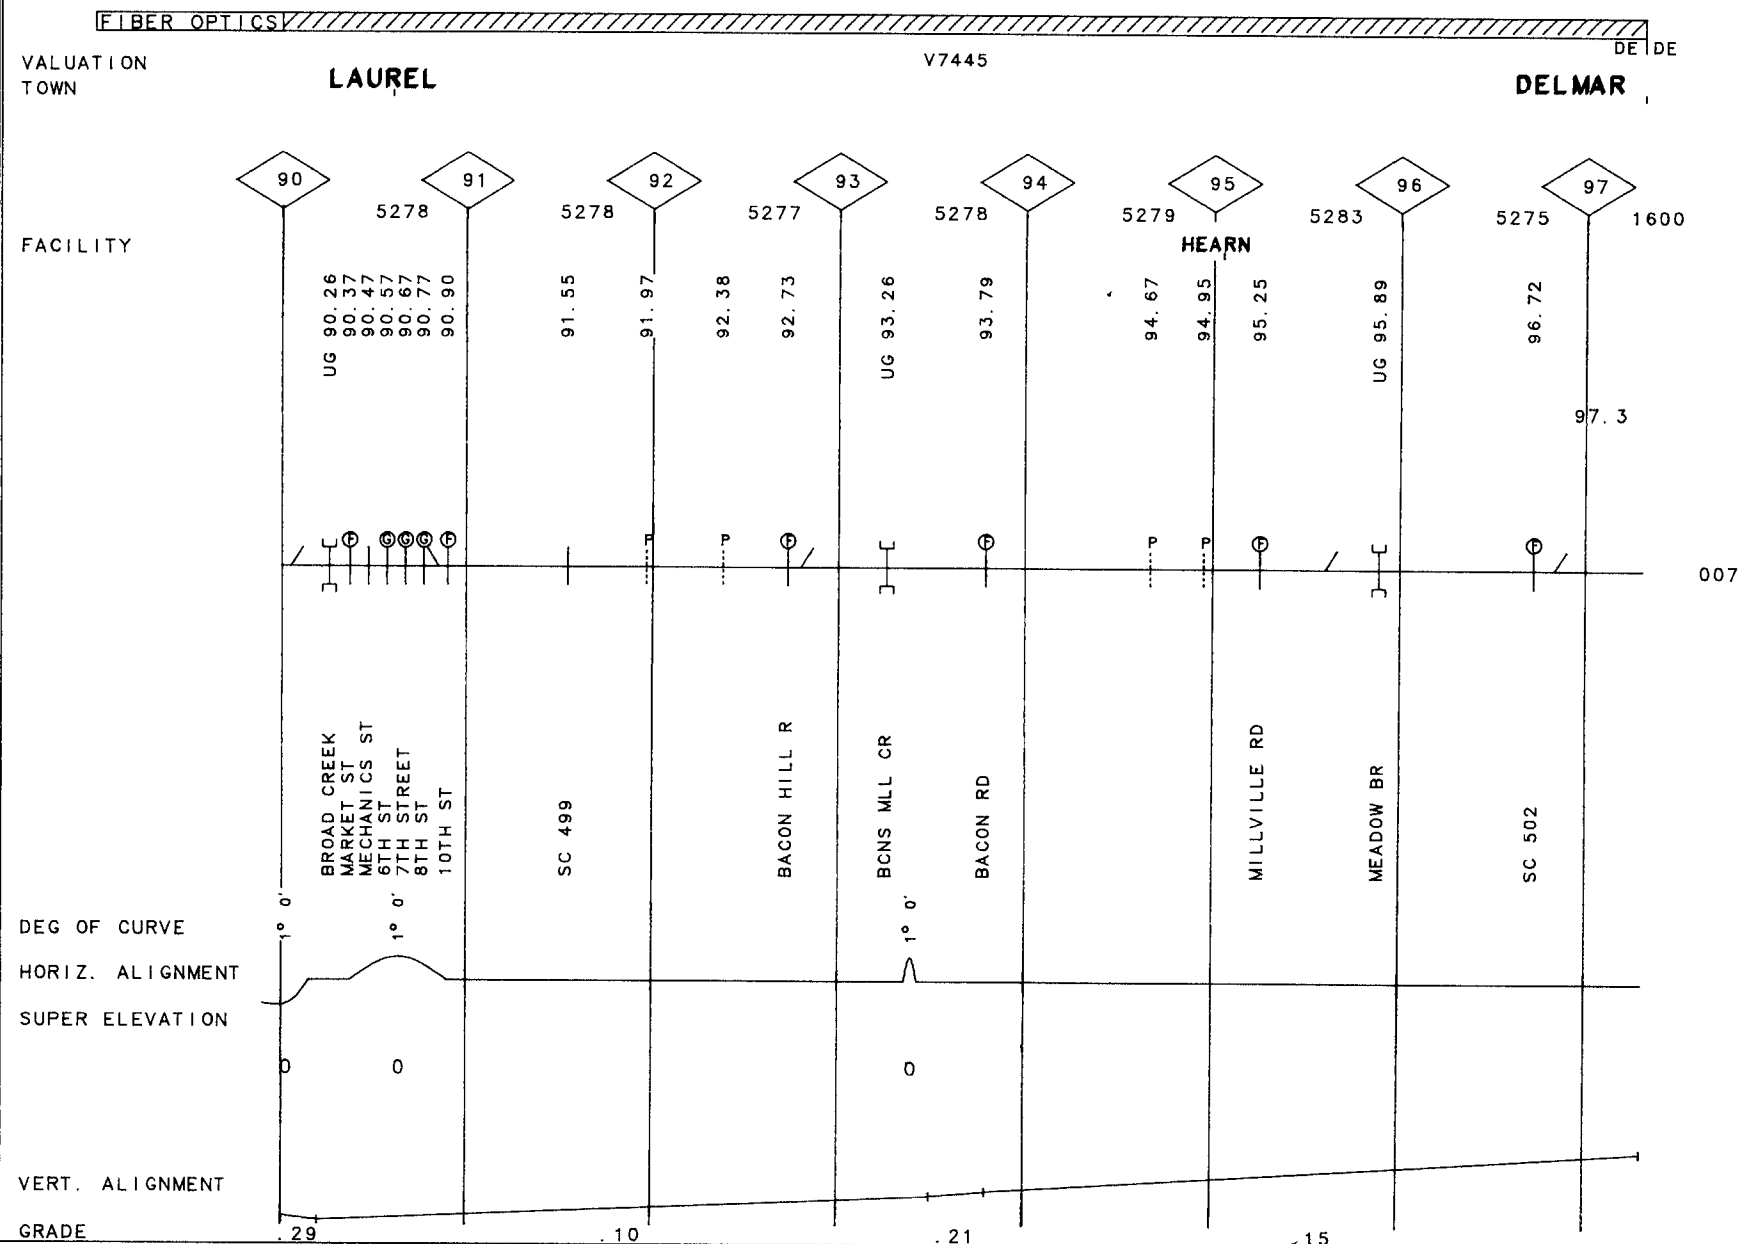 FIBER OPTICS
DE DE
VALUATION V7445
TOWN LAUREL DELMAR
90 91 92 93 94 95 96 97
5278 5278 5277 5278 5279 5283 5275 1600
FACILITY HEARN
UG 90.26
90.37
90.47
90.57
90.67
90.77
90.90
91.55
91.97
92.38
92.73
UG 93.26
93.79
94.67
94.95
95.25
UG 95.89
96.72
97.3
F G G G F P P F F P P F F
007
BROAD CREEK
MARKET ST
MECHANICS ST
6TH ST
7TH STREET
8TH ST
10TH ST
SC 499
BACON HILL R
BCNS MLL CR
BACON RD
MILLVILLE RD
MEADOW BR
SC 502
DEG OF CURVE 1° 0' 1° 0' 1° 0'
HORIZ. ALIGNMENT
SUPER ELEVATION
0 0 0
VERT. ALIGNMENT
GRADE .29 .10 .21 .15